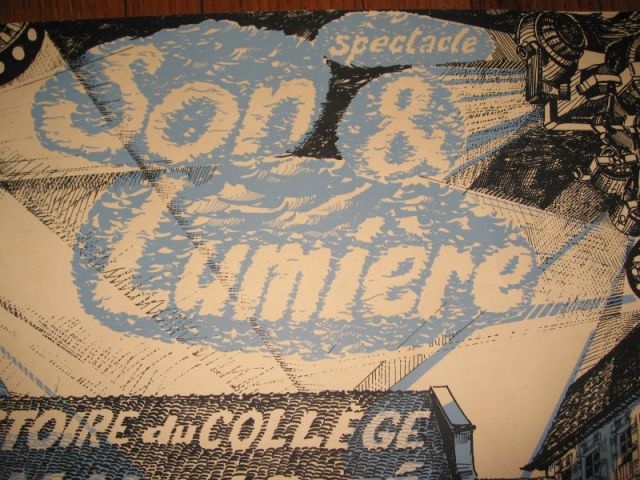 spectacle
Son &
Lumière
TOIRE du COLLÈGE